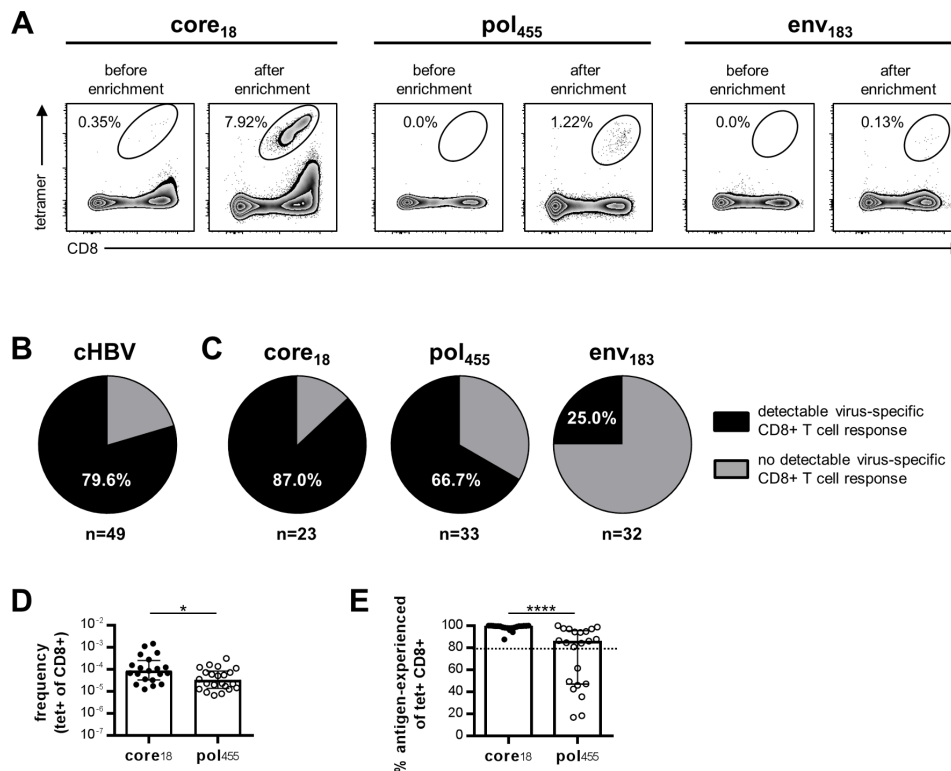 A
core18
pol455
env183
before enrichment
after enrichment
before enrichment
after enrichment
before enrichment
after enrichment
tetramer
0.35%
7.92%
0.0%
1.22%
0.0%
0.13%
CD8
B
cHBV
C
core18
pol455
env183
79.6%
87.0%
66.7%
25.0%
n=49
n=23
n=33
n=32
detectable virus-specific
CD8+ T cell response
no detectable virus-specific
CD8+ T cell response
D
*
frequency
(tet+ of CD8+)
10-2
10-3
10-4
10-5
10-6
10-7
core18
pol455
E
****
% antigen-experienced
of tet+ CD8+
100
80
60
40
20
0
core18
pol455